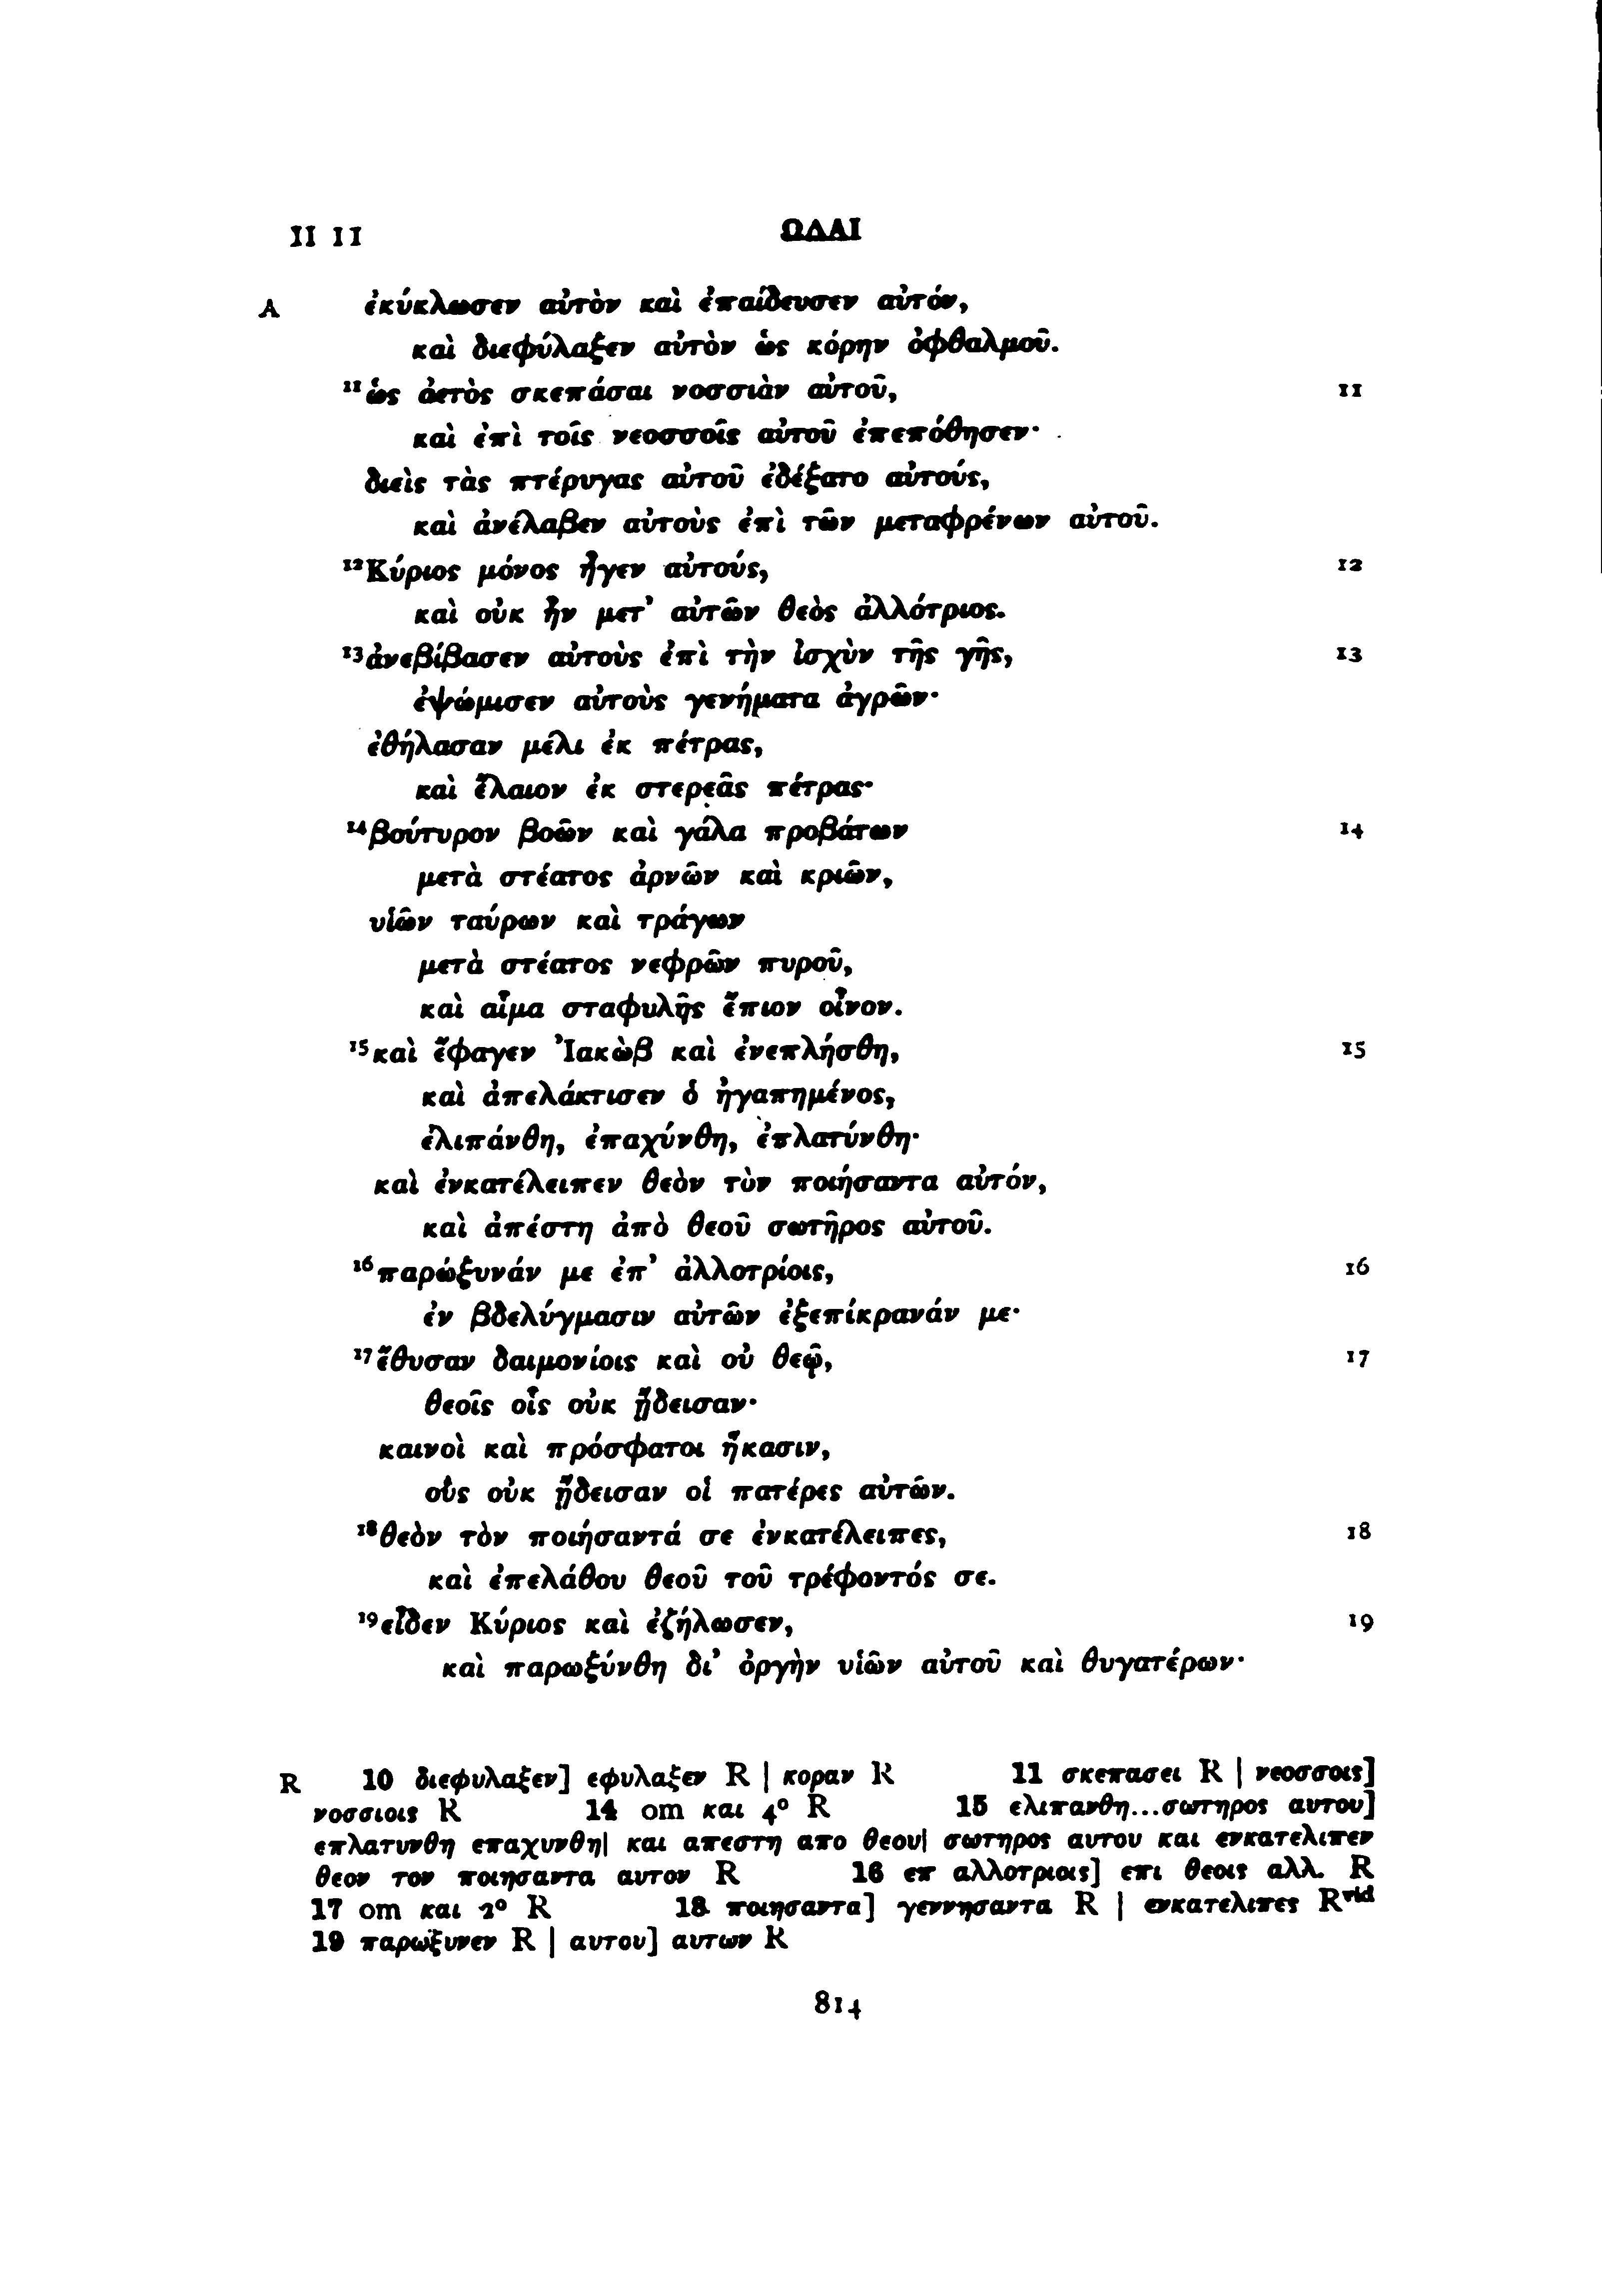 II 11 ΩΔΑΙ
A ἐκύκλωσεν αὐτὸν καὶ ἐπαίδευσεν αὐτόν,
καὶ διεφύλαξεν αὐτὸν ὡς κόρην ὀφθαλμοῦ.
11 ὡς ἀετὸς σκεπάσαι νοσσιὰν αὐτοῦ, 11
καὶ ἐπὶ τοῖς νεοσσοῖς αὐτοῦ ἐπεπόθησεν·
διεὶς τὰς πτέρυγας αὐτοῦ ἐδέξατο αὐτούς,
καὶ ἀνέλαβεν αὐτοὺς ἐπὶ τῶν μεταφρένων αὐτοῦ.
12 Κύριος μόνος ἦγεν αὐτούς, 12
καὶ οὐκ ἦν μετ’ αὐτῶν θεὸς ἀλλότριος.
13 ἀνεβίβασεν αὐτοὺς ἐπὶ τὴν ἰσχὺν τῆς γῆς, 13
ἐψώμισεν αὐτοὺς γενήματα ἀγρῶν·
ἐθήλασαν μέλι ἐκ πέτρας,
καὶ ἔλαιον ἐκ στερεᾶς πέτρας·
14 βούτυρον βοῶν καὶ γάλα προβάτων 14
μετὰ στέατος ἀρνῶν καὶ κριῶν,
υἱῶν ταύρων καὶ τράγων
μετὰ στέατος νεφρῶν πυροῦ,
καὶ αἷμα σταφυλῆς ἔπιον οἶνον.
15 καὶ ἔφαγεν Ἰακὼβ καὶ ἐνεπλήσθη, 15
καὶ ἀπελάκτισεν ὁ ἠγαπημένος,
ἐλιπάνθη, ἐπαχύνθη, ἐπλατύνθη·
καὶ ἐνκατέλειπεν θεὸν τὸν ποιήσαντα αὐτόν,
καὶ ἀπέστη ἀπὸ θεοῦ σωτῆρος αὐτοῦ.
16 παρώξυνάν με ἐπ’ ἀλλοτρίοις, 16
ἐν βδελύγμασιν αὐτῶν ἐξεπίκρανάν με·
17 ἔθυσαν δαιμονίοις καὶ οὐ θεῷ, 17
θεοῖς οἷς οὐκ ᾔδεισαν·
καινοὶ καὶ πρόσφατοι ἥκασιν,
οὓς οὐκ ᾔδεισαν οἱ πατέρες αὐτῶν.
18 θεὸν τὸν ποιήσαντά σε ἐνκατέλειπες, 18
καὶ ἐπελάθου θεοῦ τοῦ τρέφοντός σε.
19 εἶδεν Κύριος καὶ ἐζήλωσεν, 19
καὶ παρωξύνθη δι’ ὀργὴν υἱῶν αὐτοῦ καὶ θυγατέρων·
R 10 διεφυλαξεν] εφυλαξεν R | κοραν R 11 σκεπασει R | νεοσσοις]
νοσσιοις R 14 om και 4º R 15 ελιπανθη...σωτηρος αυτου]
επλατυνθη επαχυνθη| και απεστη απο θεου| σωτηρος αυτου και ενκατελιπεν
θεον τον ποιησαντα αυτον R 16 επ αλλοτριοις] επι θεοις αλλ. R
17 om και 2º R 18 ποιησαντα] γεννησαντα R | ενκατελιπες Rvid
19 παρωξυνεν R | αυτου] αυτων R
814